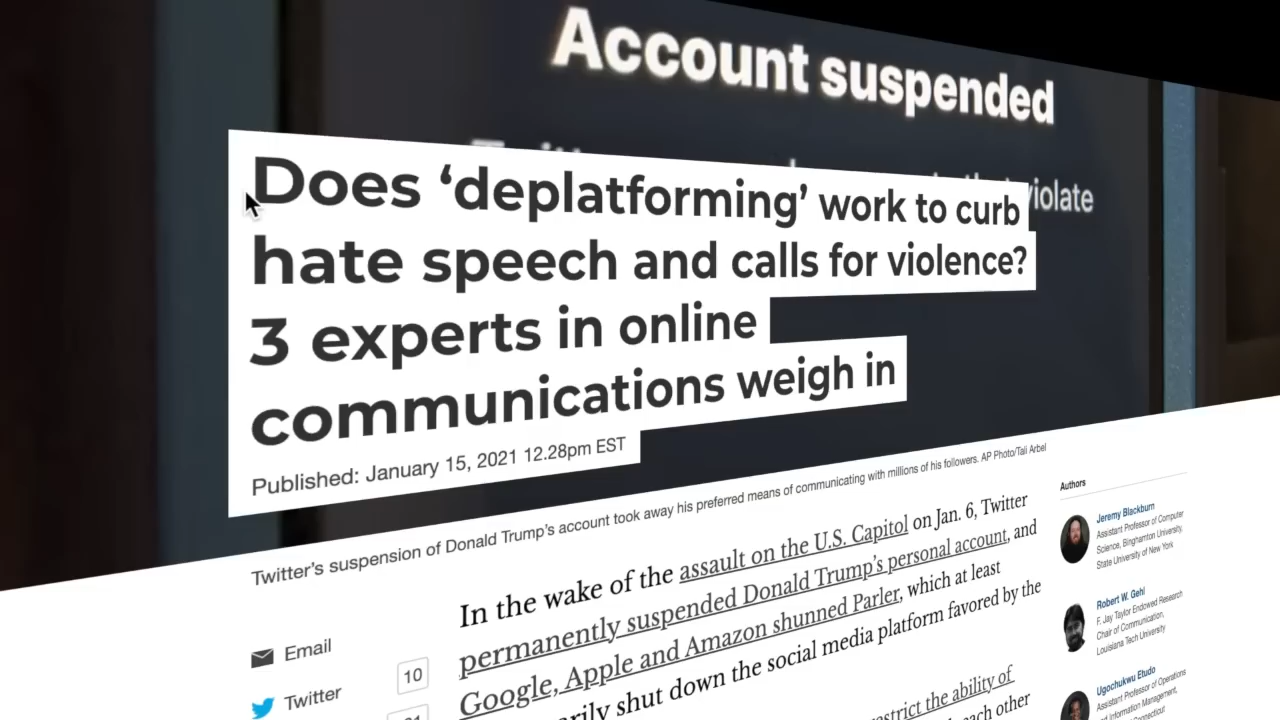 Account suspended
violate
Does ‘deplatforming’ work to curb
hate speech and calls for violence?
3 experts in online
communications weigh in
Published: January 15, 2021 12.28pm EST
Twitter’s suspension of Donald Trump’s account took away his preferred means of communicating with millions of his followers. AP Photo/Tali Arbel
Authors
Jeremy Blackburn
Assistant Professor of Computer
Science, Binghamton University,
State University of New York
Robert W. Gehl
F. Jay Taylor Endowed Research
Chair of Communication,
Louisiana Tech University
Ugochukwu Etudo
Assistant Professor of Operations
and Information Management,
Connecticut
In the wake of the assault on the U.S. Capitol on Jan. 6, Twitter
permanently suspended Donald Trump’s personal account, and
Google, Apple and Amazon shunned Parler, which at least
shut down the social media platform favored by the
the ability of
each other
Email
Twitter
10